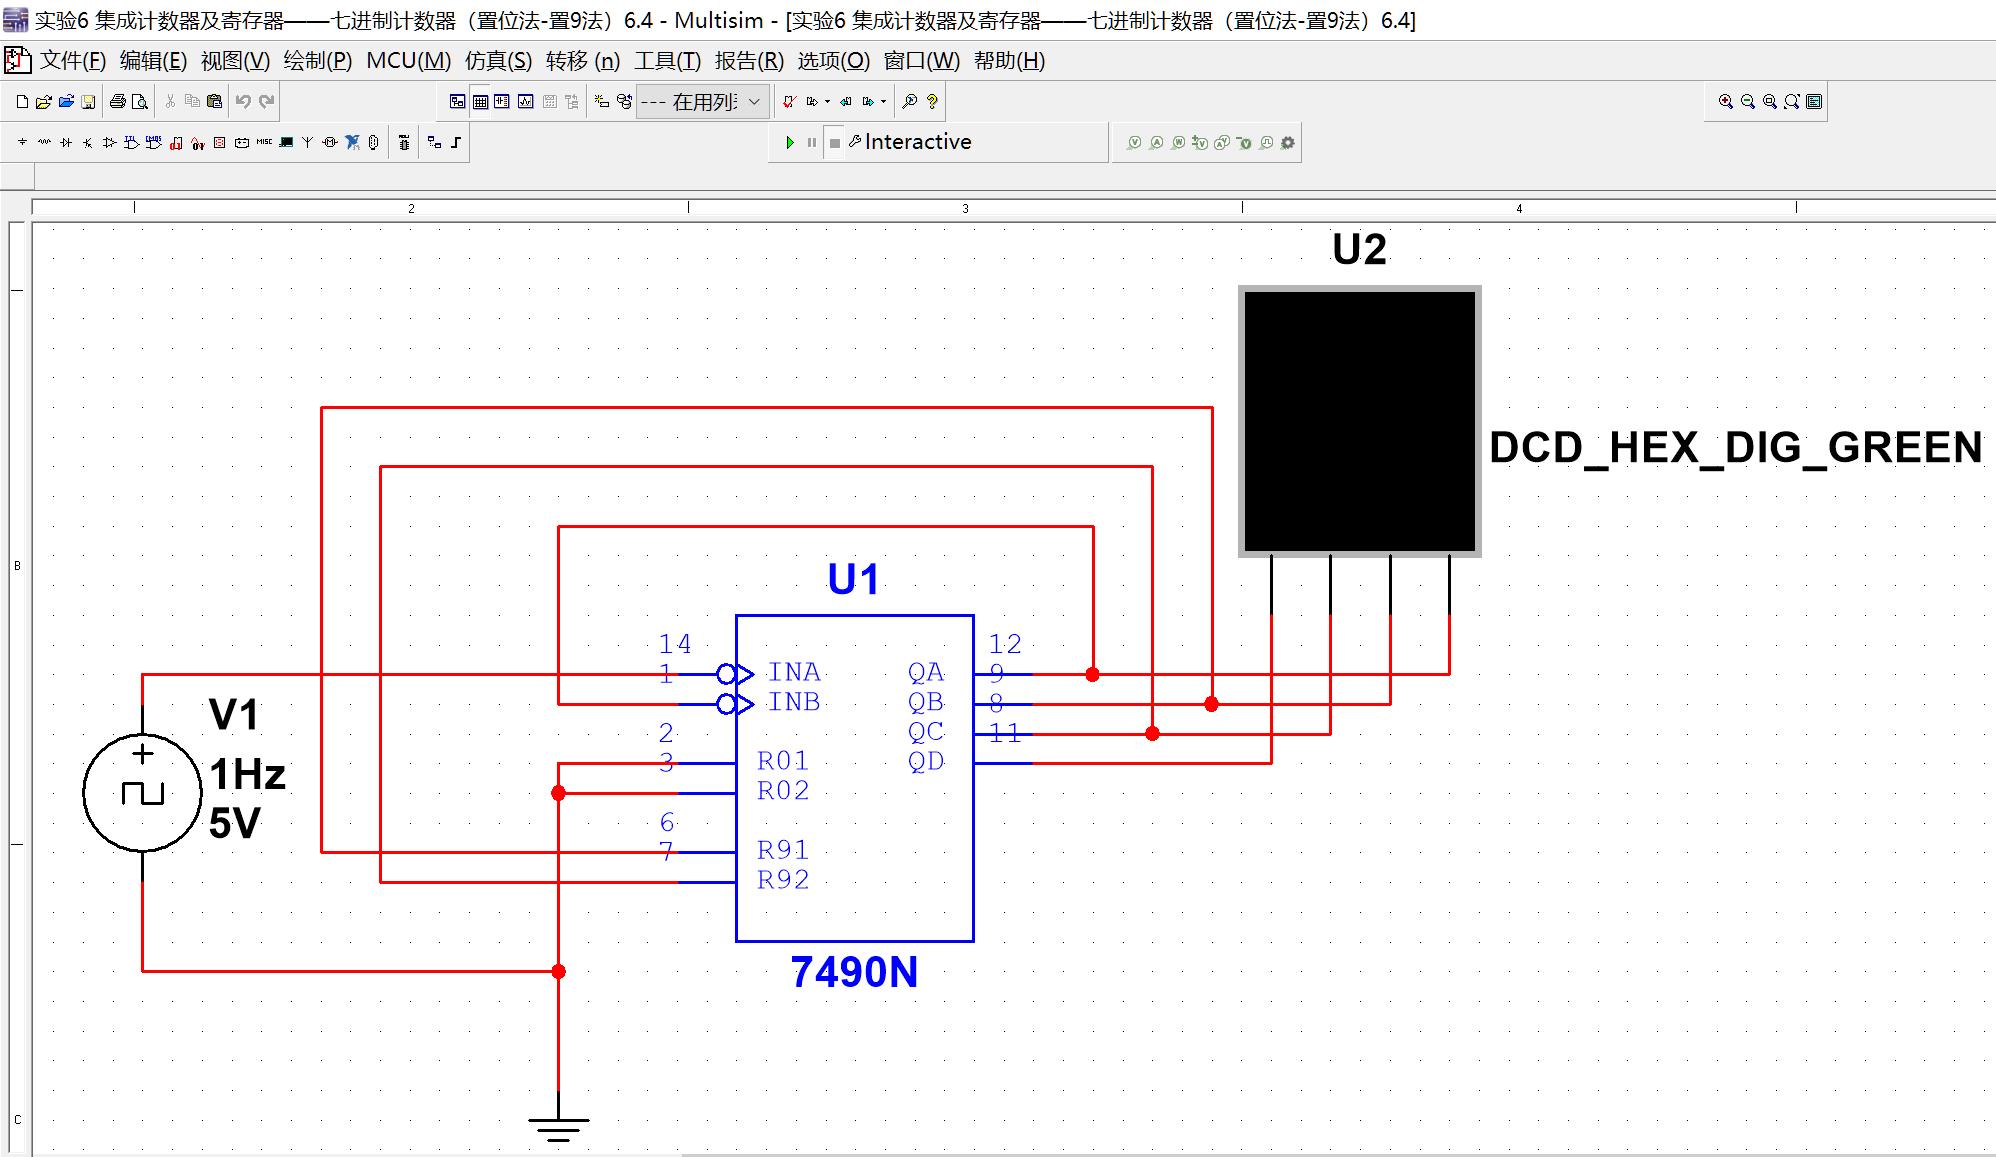 实验6 集成计数器及寄存器——七进制计数器（置位法-置9法）6.4 - Multisim - [实验6 集成计数器及寄存器——七进制计数器（置位法-置9法）6.4]
文件(F) 编辑(E) 视图(V) 绘制(P) MCU(M) 仿真(S) 转移 (n) 工具(T) 报告(R) 选项(O) 窗口(W) 帮助(H)
--- 在用列
Interactive
2 3 4
U2
DCD_HEX_DIG_GREEN
B
U1
14 12
1 INA QA 9
INB QB 8
2 QC 11
3 R01 QD
R02
6
7 R91
R92
V1
1Hz
5V
7490N
C